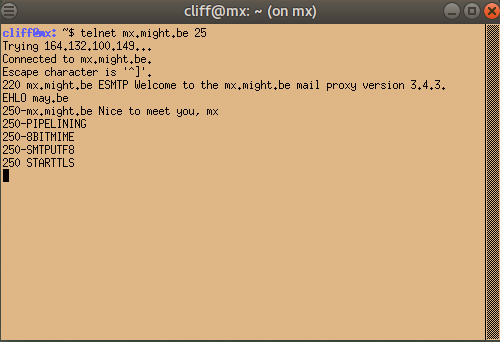 cliff@mx: ~ (on mx)
cliff@mx: ~$ telnet mx.might.be 25
Trying 164.132.100.149...
Connected to mx.might.be.
Escape character is '^]'.
220 mx.might.be ESMTP Welcome to the mx.might.be mail proxy version 3.4.3.
EHLO may.be
250-mx.might.be Nice to meet you, mx
250-PIPELINING
250-8BITMIME
250-SMTPUTF8
250 STARTTLS